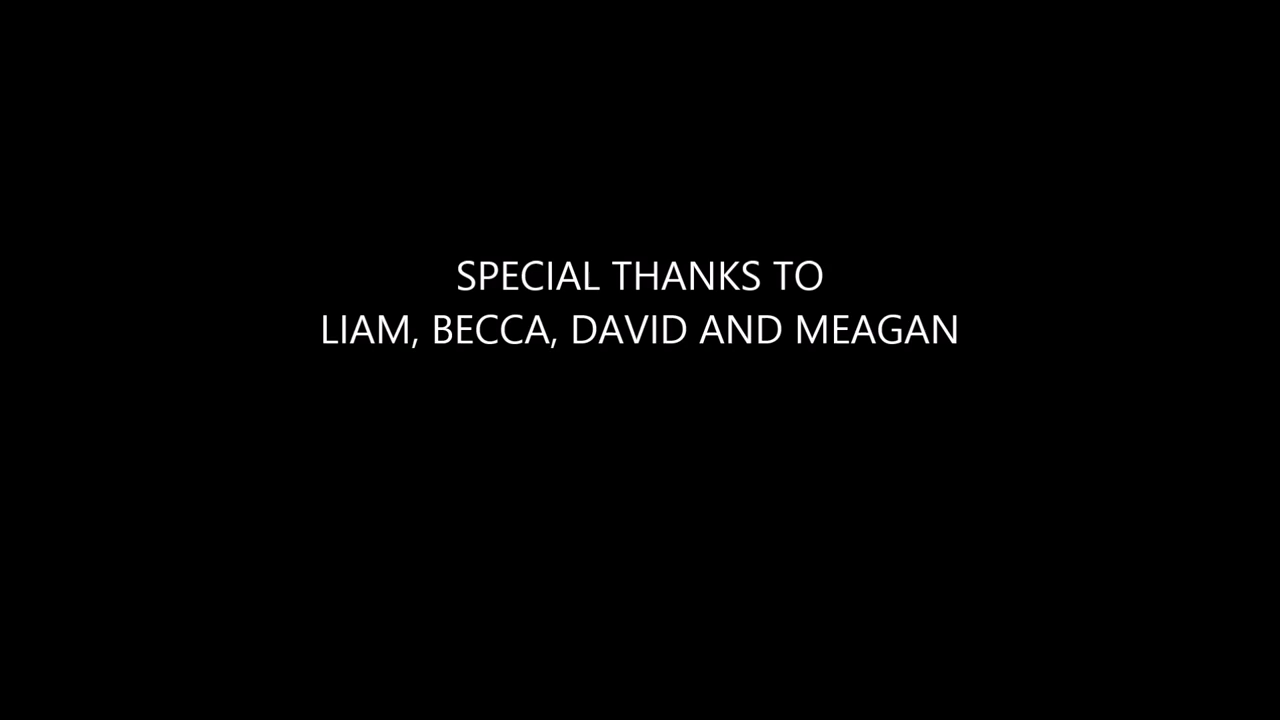 SPECIAL THANKS TO
LIAM, BECCA, DAVID AND MEAGAN